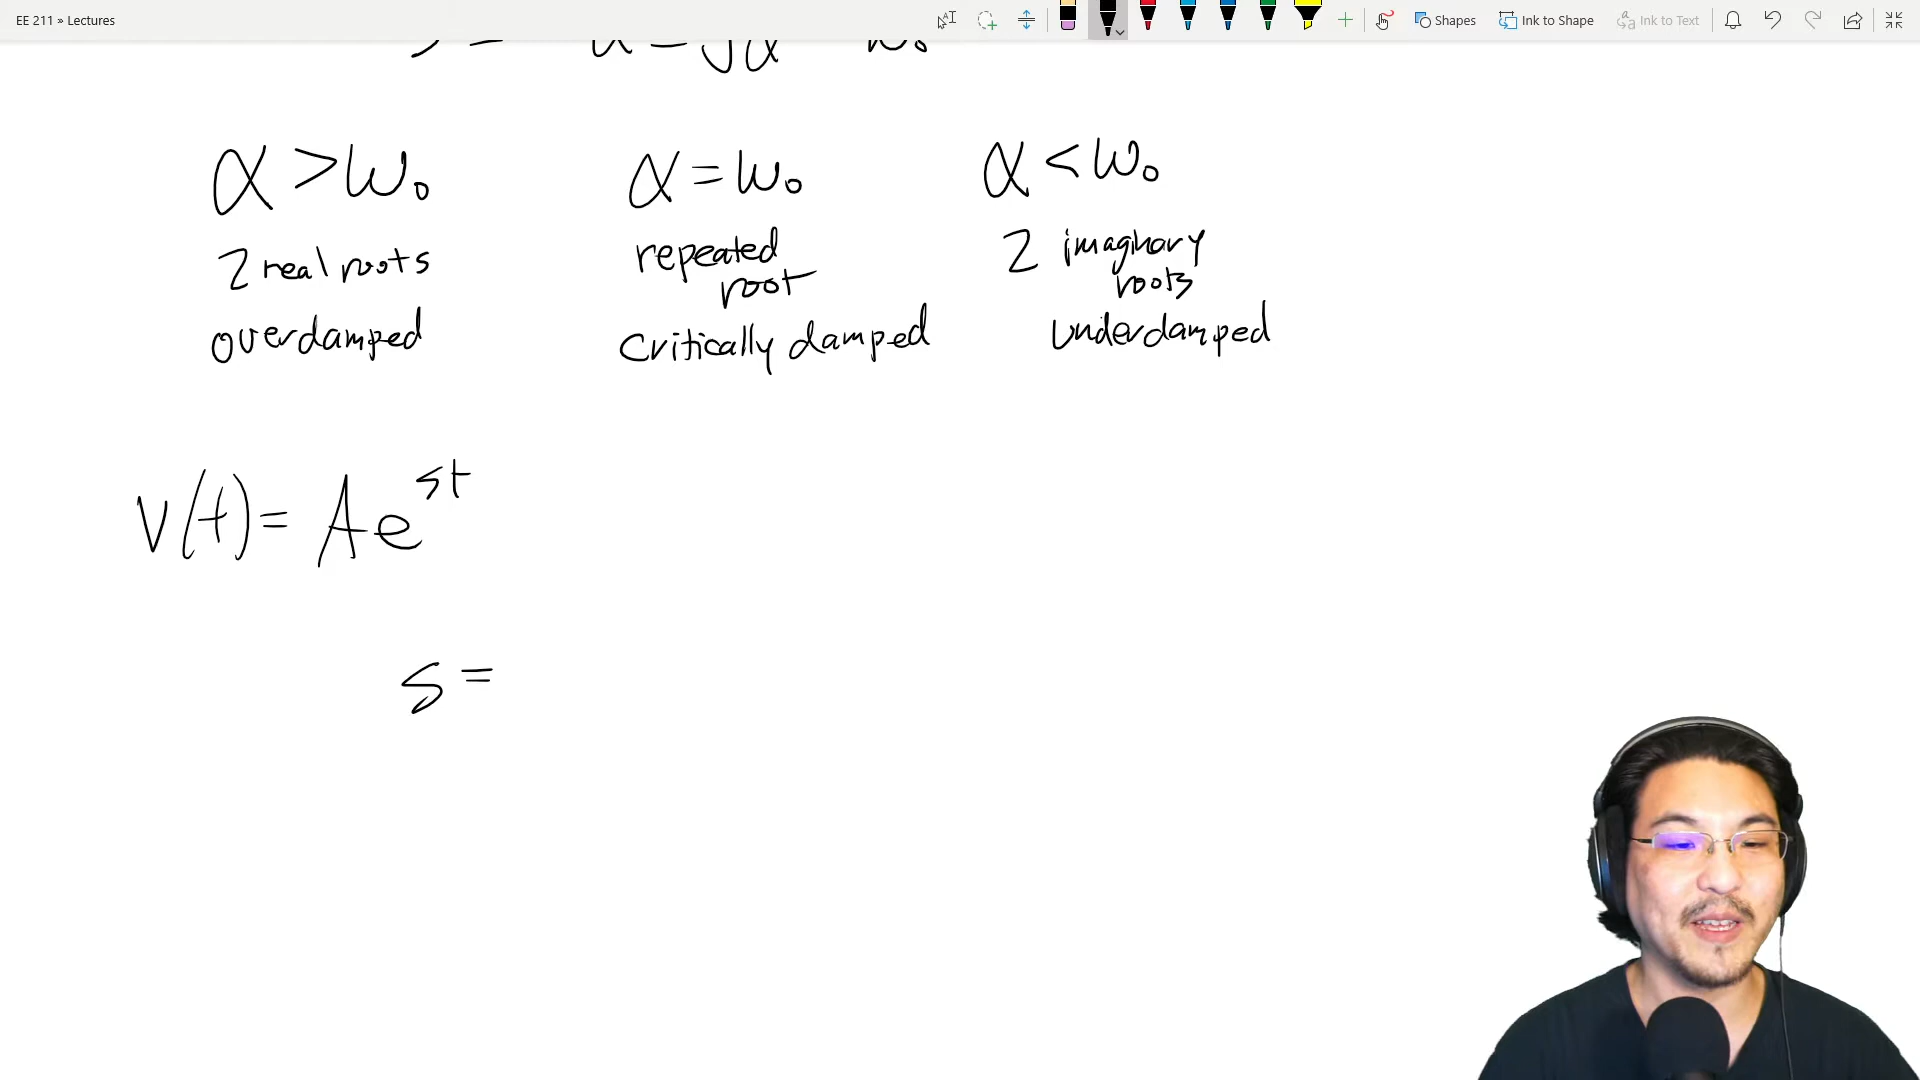 EE 211 » Lectures
Shapes
Ink to Shape
Ink to Text
α > ω₀
α = ω₀
α < ω₀
2 real roots
repeated
root
2 imaginary
roots
overdamped
critically damped
underdamped
v(t) = Ae^st
s =